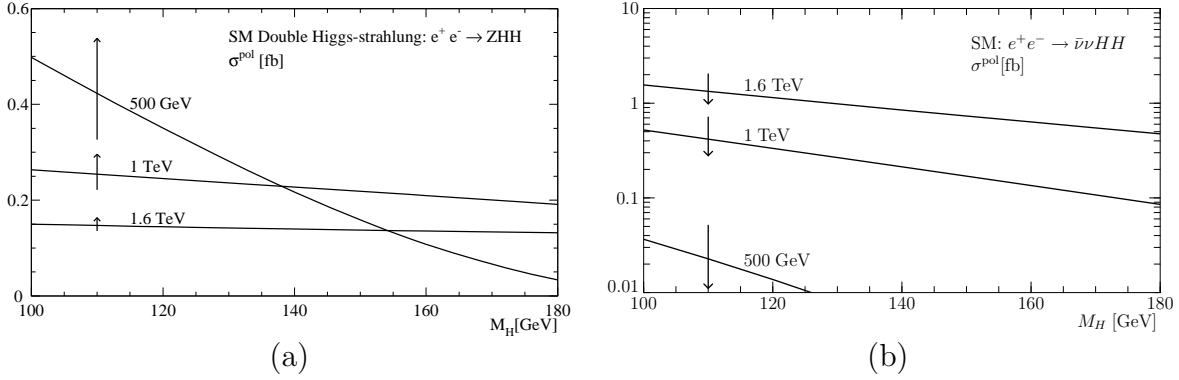 0.6
0.4
0.2
0
SM Double Higgs-strahlung: e⁺ e⁻ → ZHH
σᵖᵒˡ [fb]
500 GeV
1 TeV
1.6 TeV
100 120 140 160 180
M_H[GeV]
(a)
10
1
0.1
0.01
SM: e⁺e⁻ → ν̄νHH
σᵖᵒˡ[fb]
1.6 TeV
1 TeV
500 GeV
100 120 140 160 180
M_H [GeV]
(b)